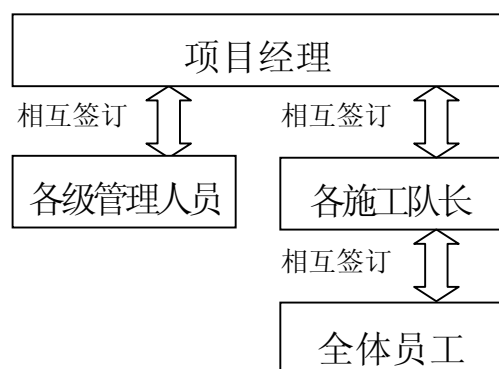 项目经理
相互签订 相互签订
各级管理人员 各施工队长
相互签订
全体员工